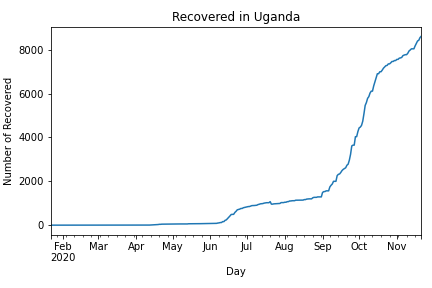 Recovered in Uganda
Number of Recovered
8000
6000
4000
2000
0
Feb Mar Apr May Jun Jul Aug Sep Oct Nov
2020
Day